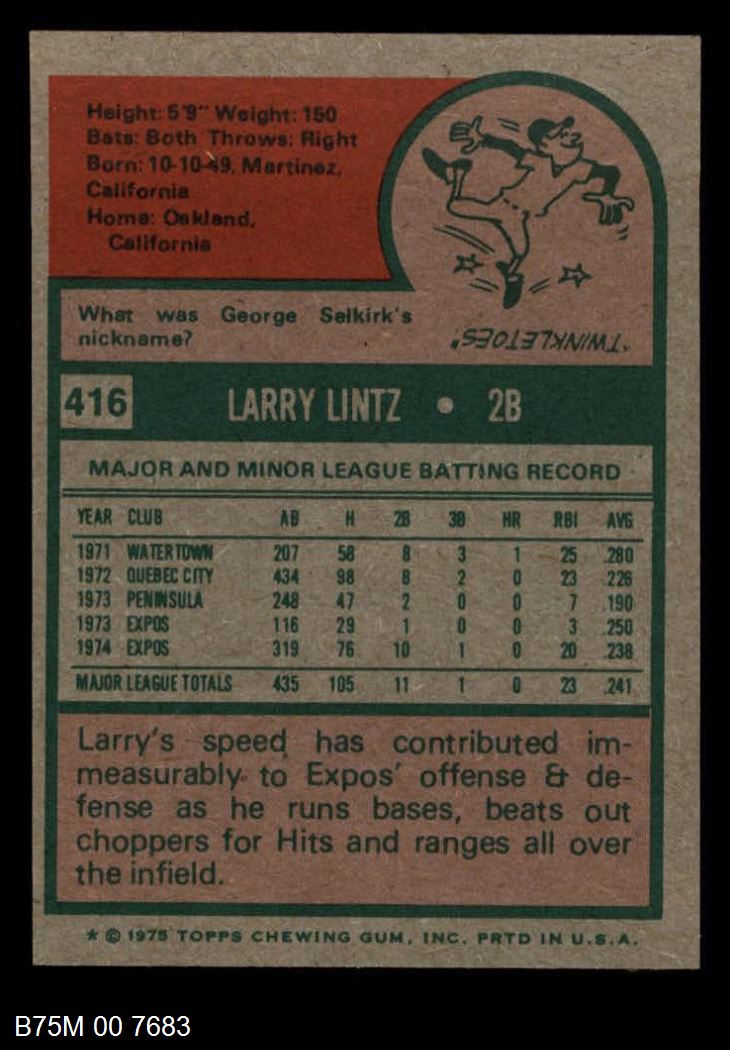 Height: 5'9" Weight: 150
Bats: Both Throws: Right
Born: 10-10-49, Martinez,
California
Home: Oakland,
California
What was George Selkirk's
nickname?
"TWINKLETOES."
416 LARRY LINTZ • 2B
MAJOR AND MINOR LEAGUE BATTING RECORD
YEAR CLUB AB H 2B 3B HR RBI AVG
1971 WATERTOWN 207 58 8 3 1 25 .280
1972 QUEBEC CITY 434 98 8 2 0 23 .226
1973 PENINSULA 248 47 2 0 0 7 .190
1973 EXPOS 116 29 1 0 0 3 .250
1974 EXPOS 319 76 10 1 0 20 .238
MAJOR LEAGUE TOTALS 435 105 11 1 0 23 .241
Larry's speed has contributed im-
measurably to Expos' offense & de-
fense as he runs bases, beats out
choppers for Hits and ranges all over
the infield.
* © 1975 TOPPS CHEWING GUM, INC. PRTD IN U.S.A.
B75M 00 7683